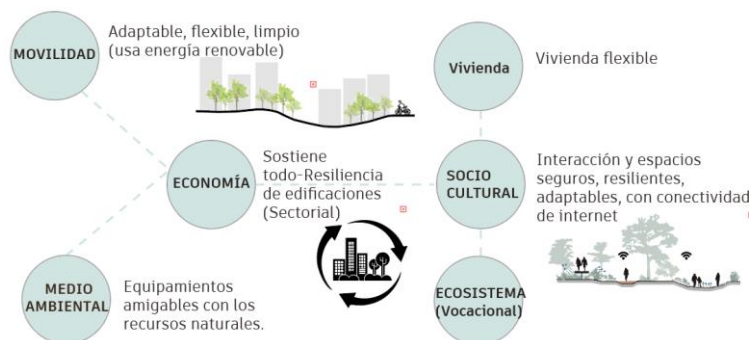 MOVILIDAD
Adaptable, flexible, limpio
(usa energía renovable)
Vivienda
Vivienda flexible
ECONOMÍA
Sostiene
todo-Resiliencia
de edificaciones
(Sectorial)
SOCIO
CULTURAL
Interacción y espacios
seguros, resilientes,
adaptables, con conectividad
de internet
MEDIO
AMBIENTAL
Equipamientos
amigables con los
recursos naturales.
ECOSISTEMA
(Vocacional)